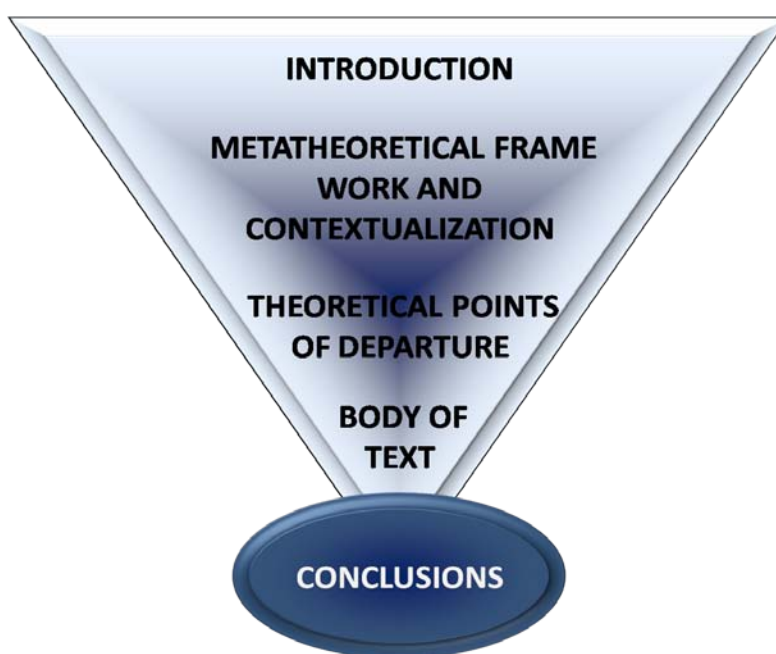 INTRODUCTION
METATHEORETICAL FRAME
WORK AND
CONTEXTUALIZATION
THEORETICAL POINTS
OF DEPARTURE
BODY OF
TEXT
CONCLUSIONS